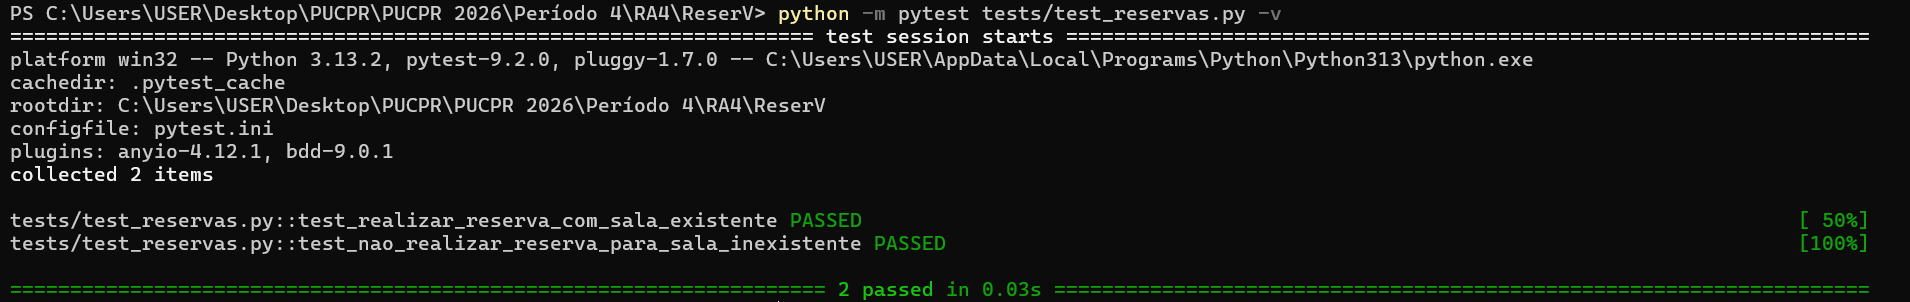 PS C:\Users\USER\Desktop\PUCPR\PUCPR 2026\Período 4\RA4\ReserV> python -m pytest tests/test_reservas.py -v
=================================================================== test session starts ===================================================================
platform win32 -- Python 3.13.2, pytest-9.2.0, pluggy-1.7.0 -- C:\Users\USER\AppData\Local\Programs\Python\Python313\python.exe
cachedir: .pytest_cache
rootdir: C:\Users\USER\Desktop\PUCPR\PUCPR 2026\Período 4\RA4\ReserV
configfile: pytest.ini
plugins: anyio-4.12.1, bdd-9.0.1
collected 2 items
tests/test_reservas.py::test_realizar_reserva_com_sala_existente PASSED [ 50%]
tests/test_reservas.py::test_nao_realizar_reserva_para_sala_inexistente PASSED [100%]
==================================================================== 2 passed in 0.03s ====================================================================